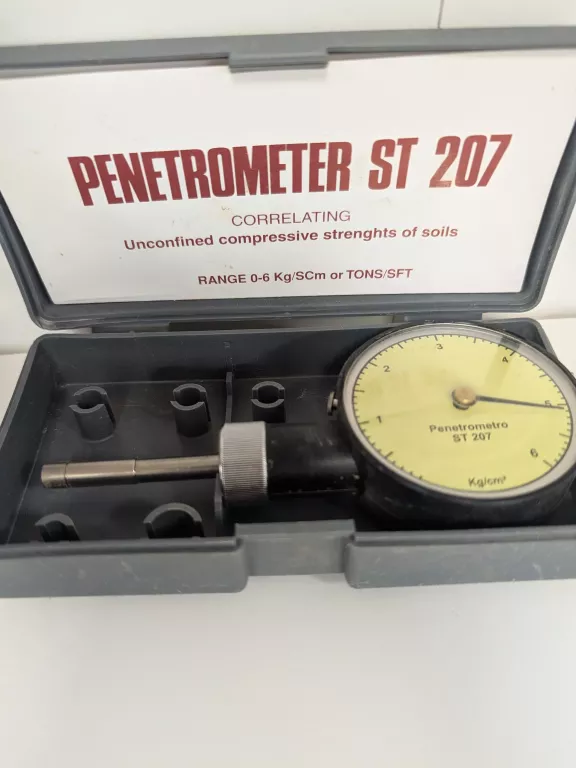 PENETROMETER ST 207
CORRELATING
Unconfined compressive strenghts of soils
RANGE 0-6 Kg/SCm or TONS/SFT
1
2
3
4
5
6
Penetrometro
ST 207
Kg/cm²